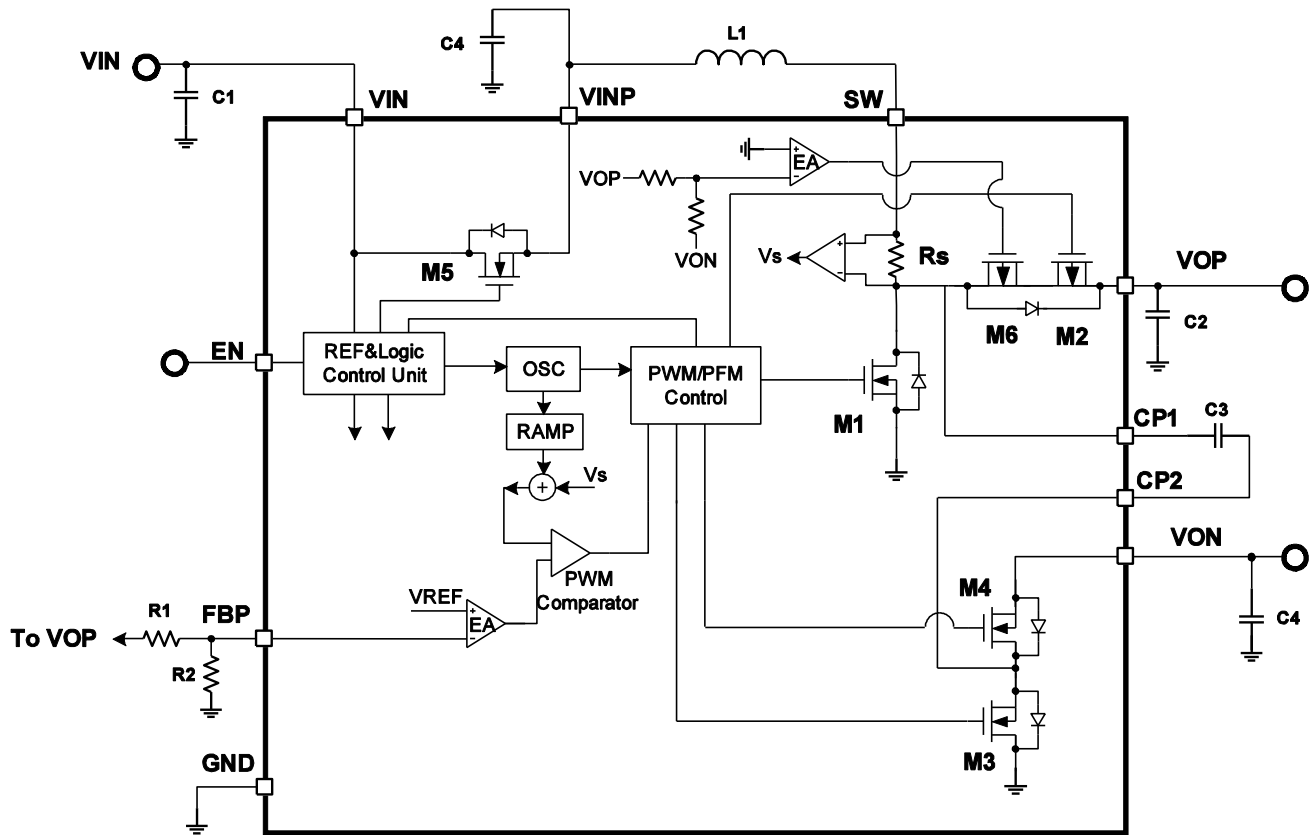 C4
L1
VIN
C1
VIN
VINP
SW
+
EA
-
VOP
VON
Vs
+
-
Rs
M5
VOP
C2
M6
M2
EN
REF&Logic
Control Unit
OSC
PWM/PFM
Control
M1
RAMP
CP1
C3
Vs
+
CP2
PWM
Comparator
VON
M4
C4
VREF
+
EA
-
FBP
R1
To VOP
R2
M3
GND